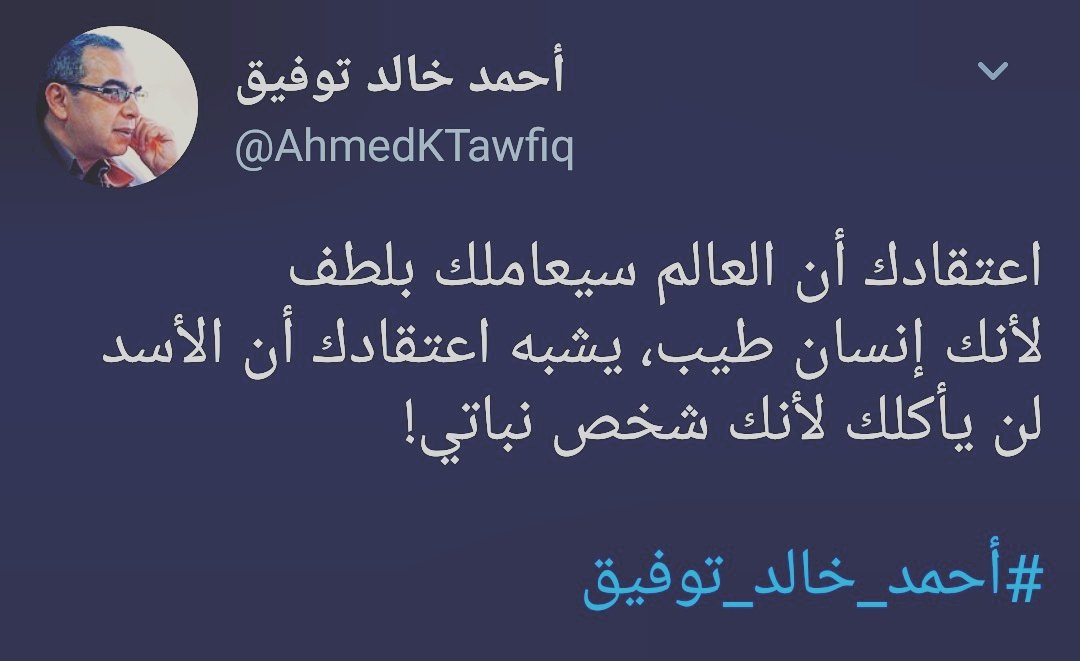 أحمد خالد توفيق
@AhmedKTawfiq
اعتقادك أن العالم سيعاملك بلطف
لأنك إنسان طيب، يشبه اعتقادك أن الأسد
لن يأكلك لأنك شخص نباتي!
#أحمد_خالد_توفيق